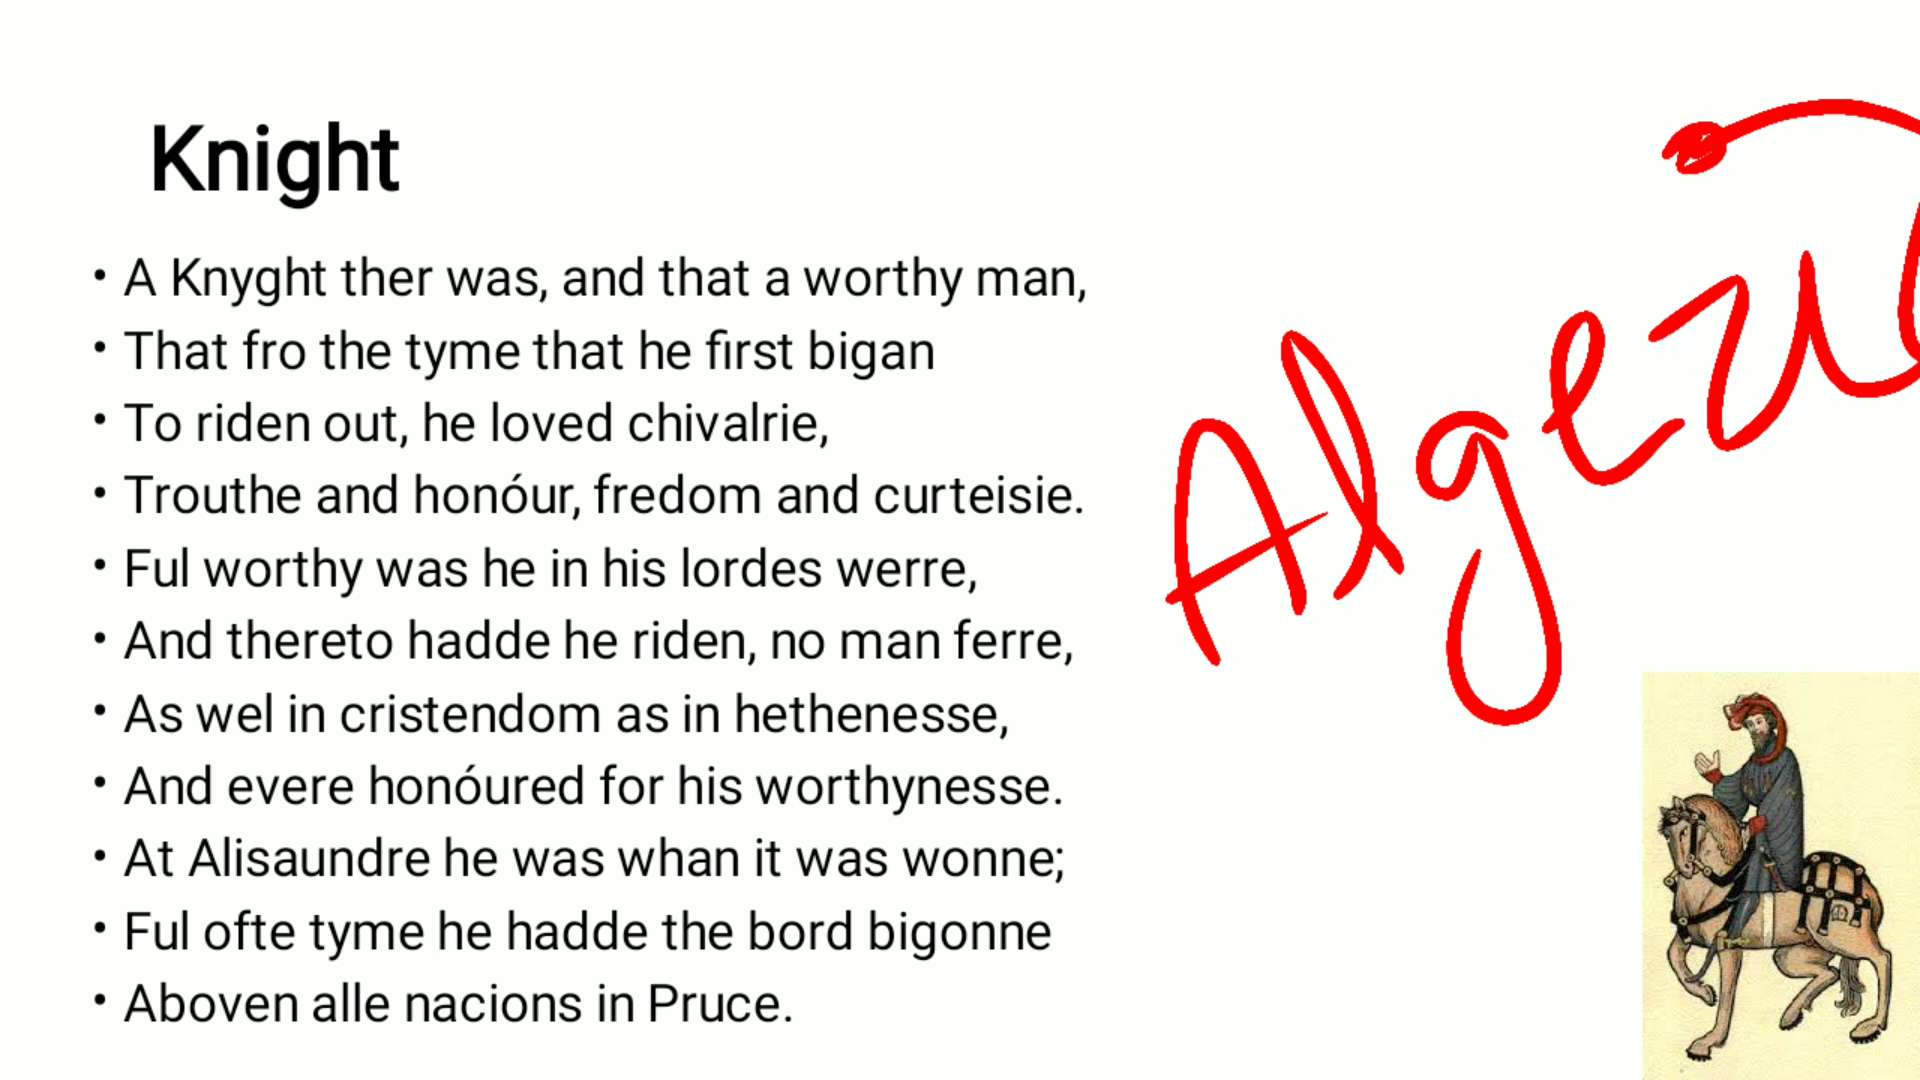 Knight
• A Knyght ther was, and that a worthy man,
• That fro the tyme that he first bigan
• To riden out, he loved chivalrie,
• Trouthe and honóur, fredom and curteisie.
• Ful worthy was he in his lordes werre,
• And thereto hadde he riden, no man ferre,
• As wel in cristendom as in hethenesse,
• And evere honóured for his worthynesse.
• At Alisaundre he was whan it was wonne;
• Ful ofte tyme he hadde the bord bigonne
• Aboven alle nacions in Pruce.